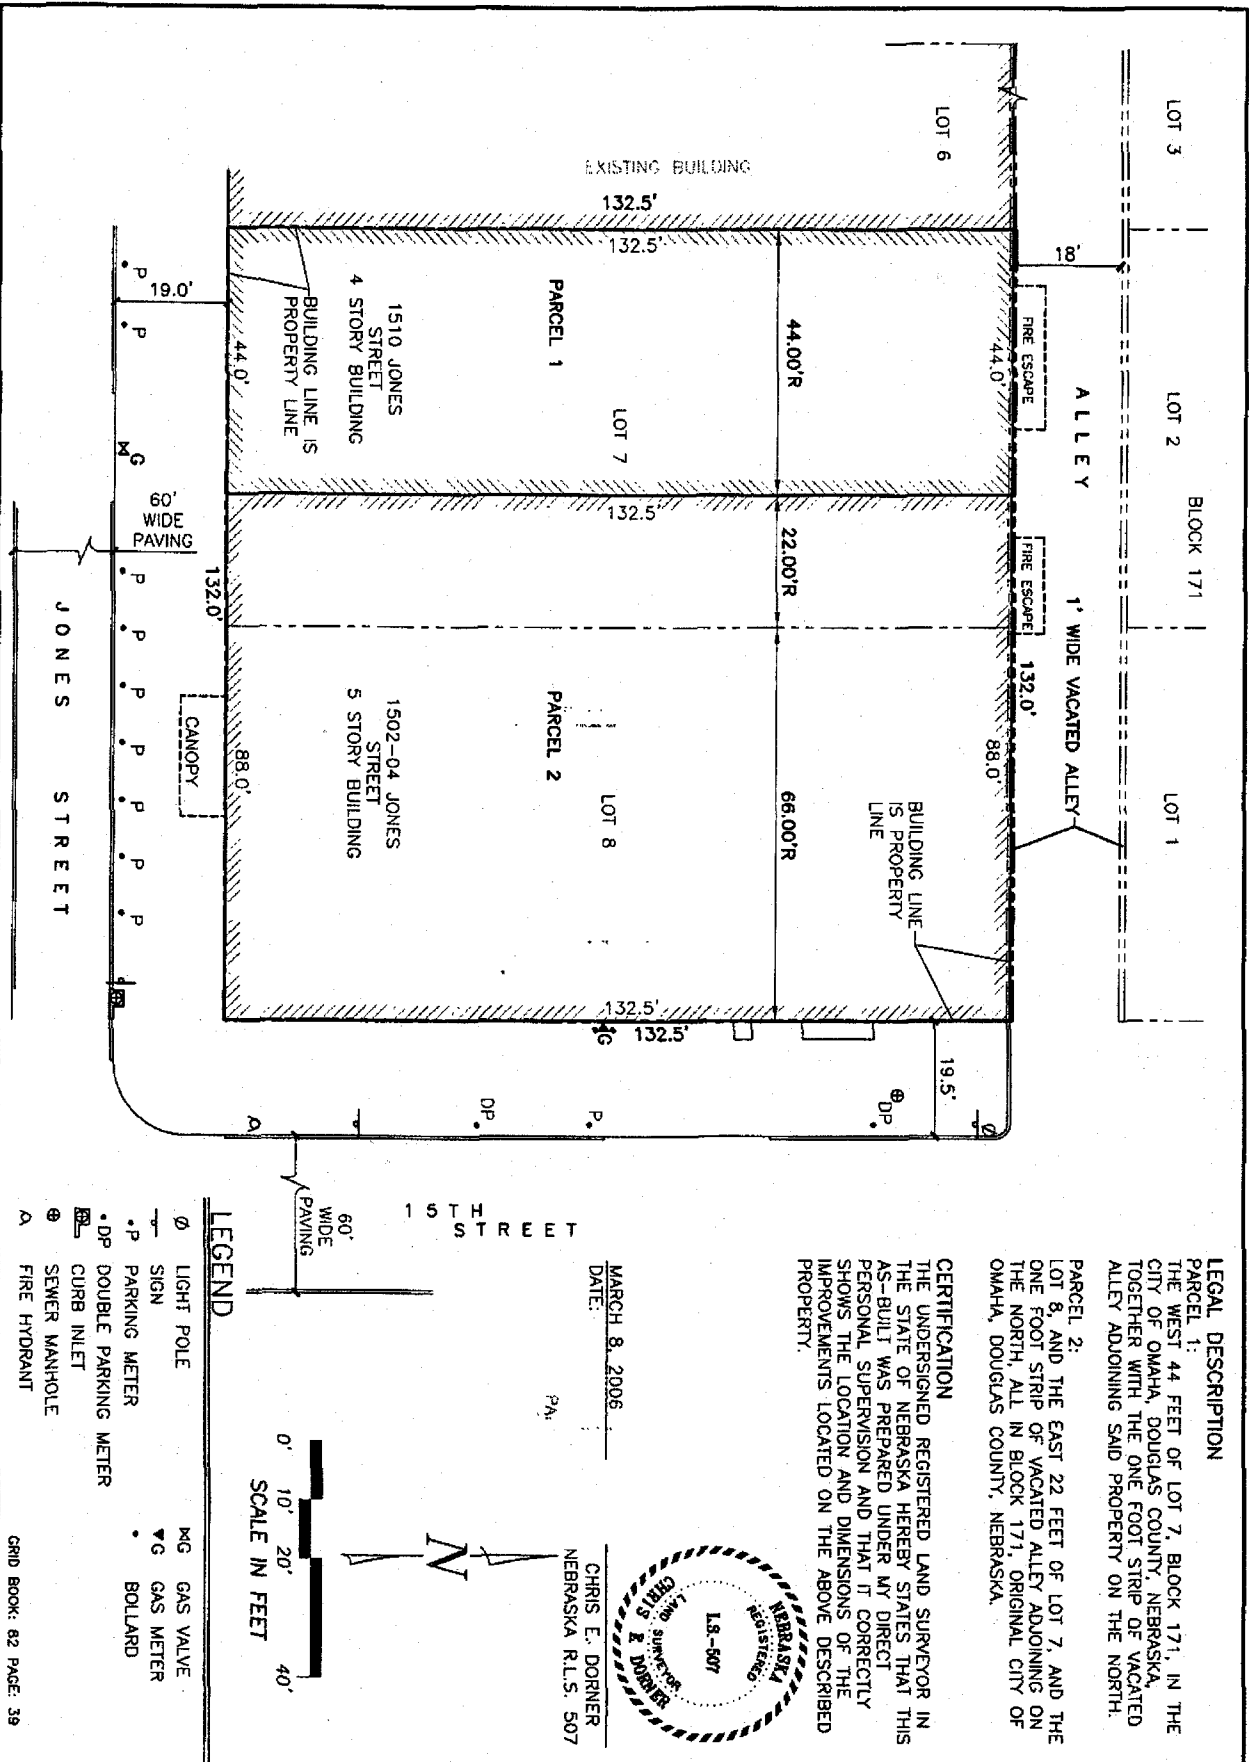 LOT 3
LOT 2
BLOCK 171
LOT 1
18'
ALLEY
1' WIDE VACATED ALLEY
FIRE ESCAPE
FIRE ESCAPE
132.0'
44.0'
88.0'
LOT 6
EXISTING BUILDING
132.5'
132.5'
44.00'R
22.00'R
66.00'R
BUILDING LINE
IS PROPERTY
LINE
19.5'
LOT 7
132.5'
LOT 8
132.5'
132.5'
G
PARCEL 1
PARCEL 2
1510 JONES
STREET
4 STORY BUILDING
1502-04 JONES
STREET
5 STORY BUILDING
BUILDING LINE IS
PROPERTY LINE
44.0'
88.0'
132.0'
CANOPY
19.0'
60'
WIDE
PAVING
P
P
G
P
P
P
P
P
P
P
JONES STREET
DP
P
DP
60'
WIDE
PAVING
15TH
STREET
LEGAL DESCRIPTION
PARCEL 1:
THE WEST 44 FEET OF LOT 7, BLOCK 171, IN THE
CITY OF OMAHA, DOUGLAS COUNTY, NEBRASKA,
TOGETHER WITH THE ONE FOOT STRIP OF VACATED
ALLEY ADJOINING SAID PROPERTY ON THE NORTH.
PARCEL 2:
LOT 8, AND THE EAST 22 FEET OF LOT 7, AND THE
ONE FOOT STRIP OF VACATED ALLEY ADJOINING ON
THE NORTH, ALL IN BLOCK 171, ORIGINAL CITY OF
OMAHA, DOUGLAS COUNTY, NEBRASKA.
CERTIFICATION
THE UNDERSIGNED REGISTERED LAND SURVEYOR IN
THE STATE OF NEBRASKA HEREBY STATES THAT THIS
AS-BUILT WAS PREPARED UNDER MY DIRECT
PERSONAL SUPERVISION AND THAT IT CORRECTLY
SHOWS THE LOCATION AND DIMENSIONS OF THE
IMPROVEMENTS LOCATED ON THE ABOVE DESCRIBED
PROPERTY.
NEBRASKA
REGISTERED
L.S.-507
LAND SURVEYOR
CHRIS E DORNER
MARCH 8, 2006
DATE:
CHRIS E. DORNER
NEBRASKA R.L.S. 507
PA:
N
0' 10' 20' 40'
SCALE IN FEET
LEGEND
LIGHT POLE
SIGN
P PARKING METER
DP DOUBLE PARKING METER
CURB INLET
SEWER MANHOLE
FIRE HYDRANT
G GAS VALVE
G GAS METER
BOLLARD
GRID BOOK: 62 PAGE: 39